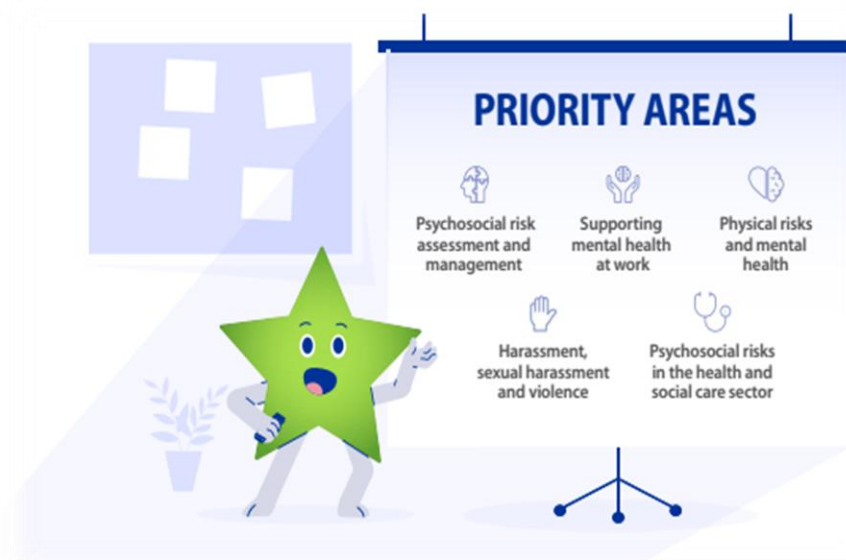 PRIORITY AREAS
Psychosocial risk
assessment and
management
Supporting
mental health
at work
Physical risks
and mental
health
Harassment,
sexual harassment
and violence
Psychosocial risks
in the health and
social care sector